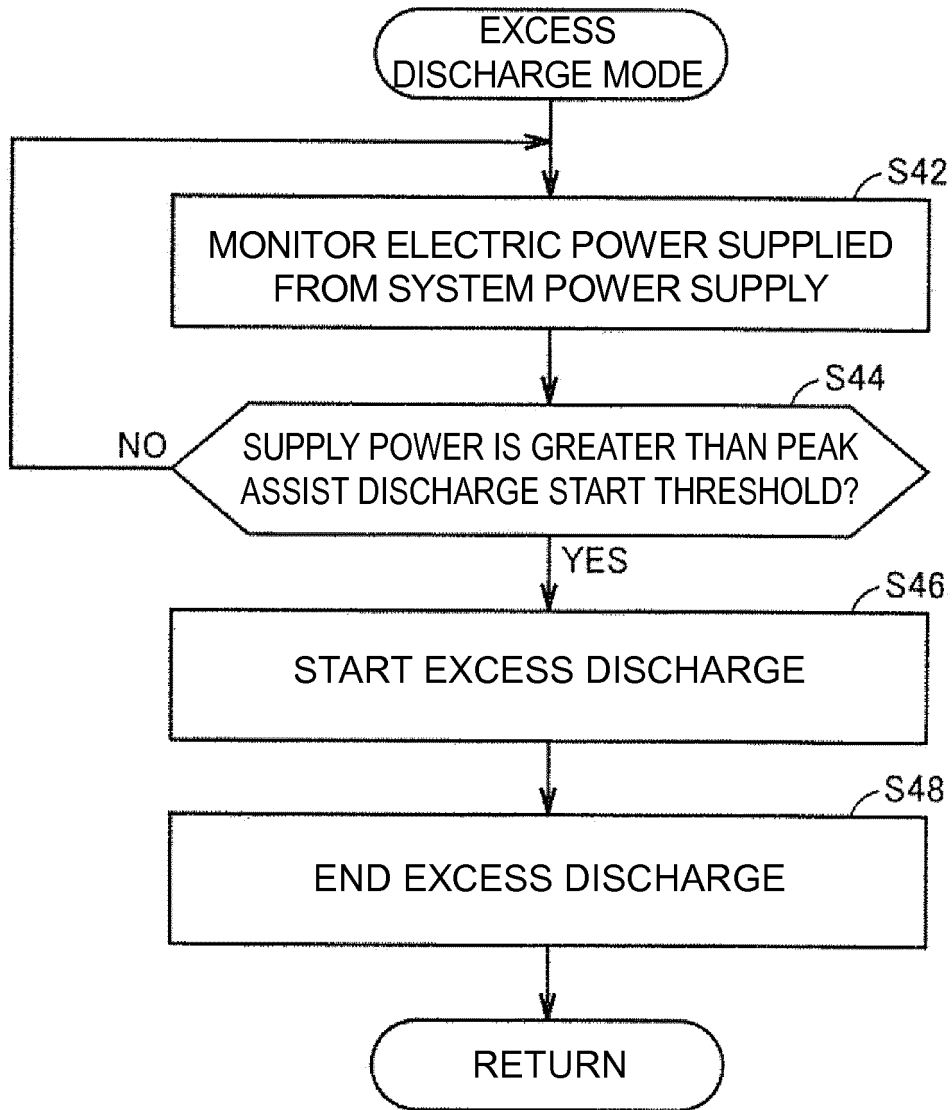 EXCESS
DISCHARGE MODE
S42
MONITOR ELECTRIC POWER SUPPLIED
FROM SYSTEM POWER SUPPLY
S44
NO
SUPPLY POWER IS GREATER THAN PEAK
ASSIST DISCHARGE START THRESHOLD?
YES
S46
START EXCESS DISCHARGE
S48
END EXCESS DISCHARGE
RETURN